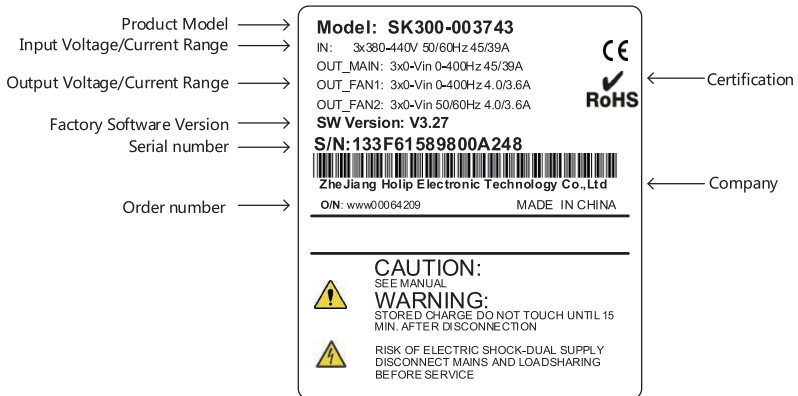 Product Model
Input Voltage/Current Range
Output Voltage/Current Range
Factory Software Version
Serial number
Order number
Model: SK300-003743
IN: 3x380-440V 50/60Hz 45/39A
OUT_MAIN: 3x0-Vin 0-400Hz 45/39A
OUT_FAN1: 3x0-Vin 0-400Hz 4.0/3.6A
OUT_FAN2: 3x0-Vin 50/60Hz 4.0/3.6A
SW Version: V3.27
S/N:133F61589800A248
ZheJiang Holip Electronic Technology Co.,Ltd
O/N: www00064209 MADE IN CHINA
CE
RoHS
Certification
Company
CAUTION:
SEE MANUAL
WARNING:
STORED CHARGE DO NOT TOUCH UNTIL 15
MIN. AFTER DISCONNECTION
RISK OF ELECTRIC SHOCK-DUAL SUPPLY
DISCONNECT MAINS AND LOADSHARING
BEFORE SERVICE